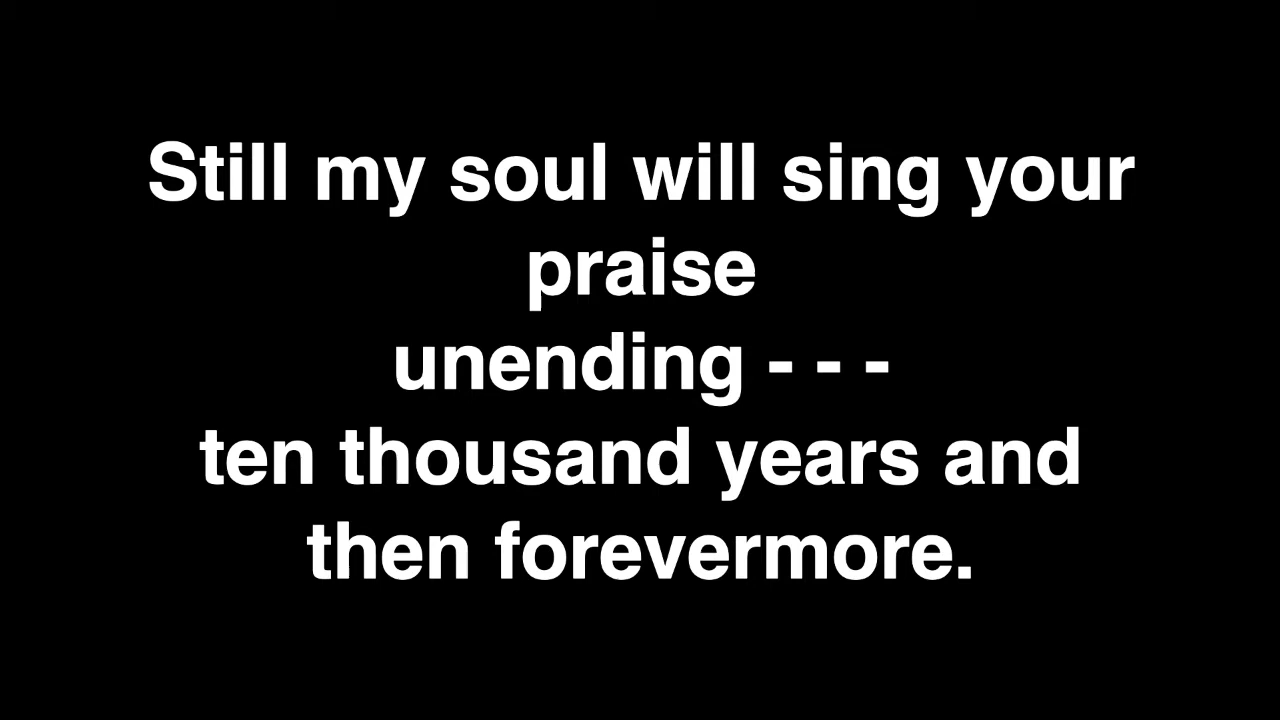 Still my soul will sing your
praise
unending - - -
ten thousand years and
then forevermore.